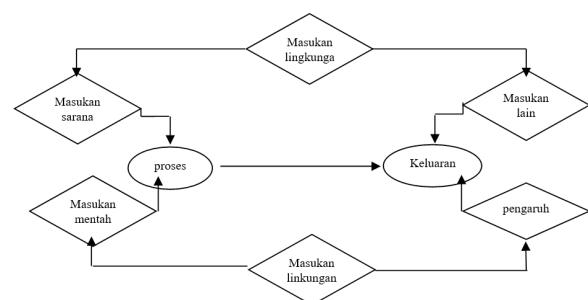 Masukan
lingkunga
Masukan
sarana
Masukan
lain
proses
Keluaran
Masukan
mentah
pengaruh
Masukan
linkungan